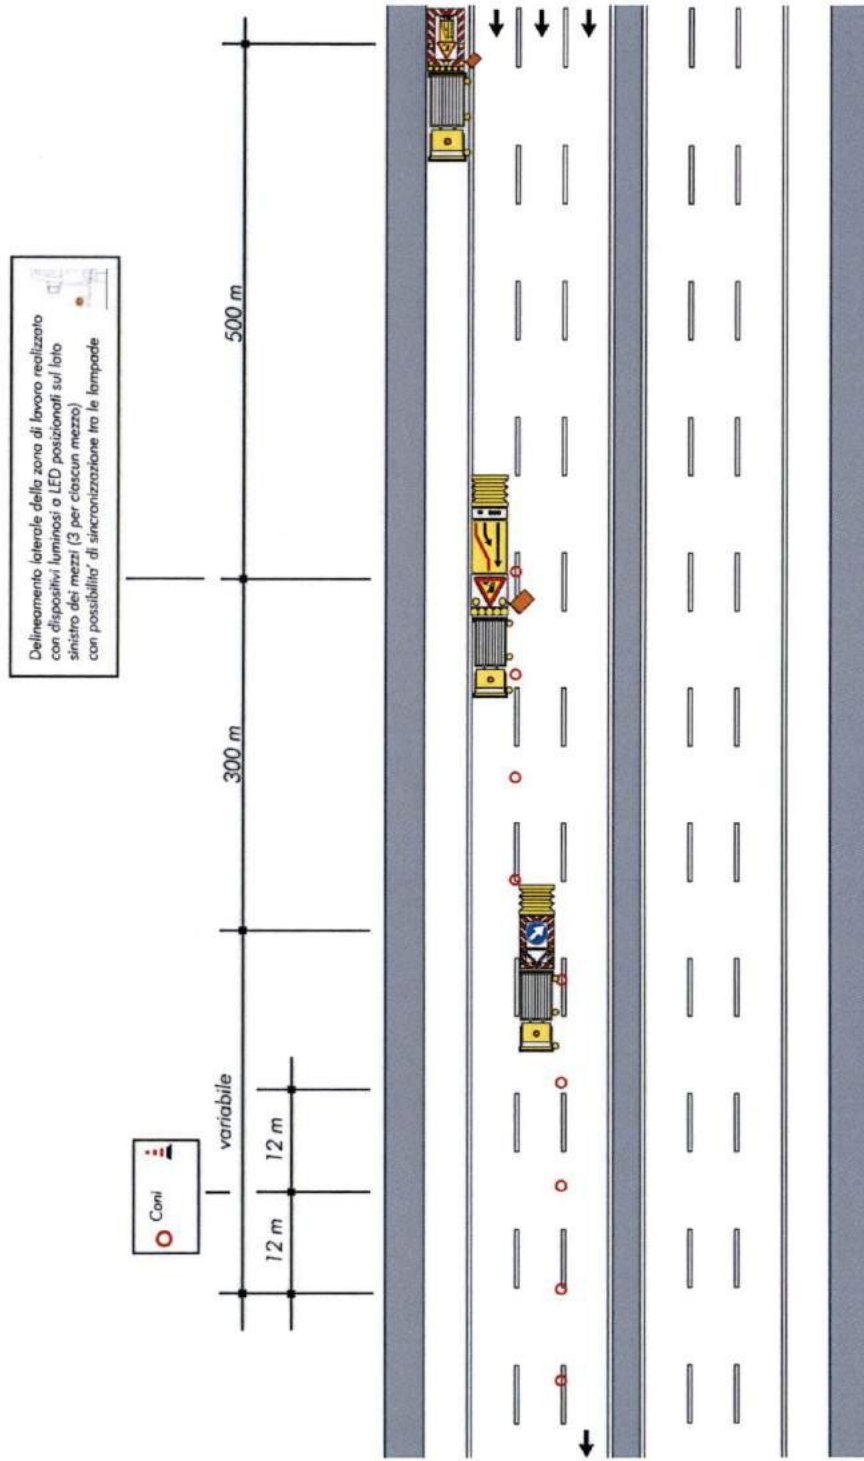 Delineamento laterale della zona di lavoro realizzato
con dispositivi luminosi a LED posizionati sul lato
sinistro dei mezzi (3 per ciascun mezzo)
con possibilita' di sincronizzazione tra le lampade
500 m
300 m
variabile
12 m
12 m
Coni